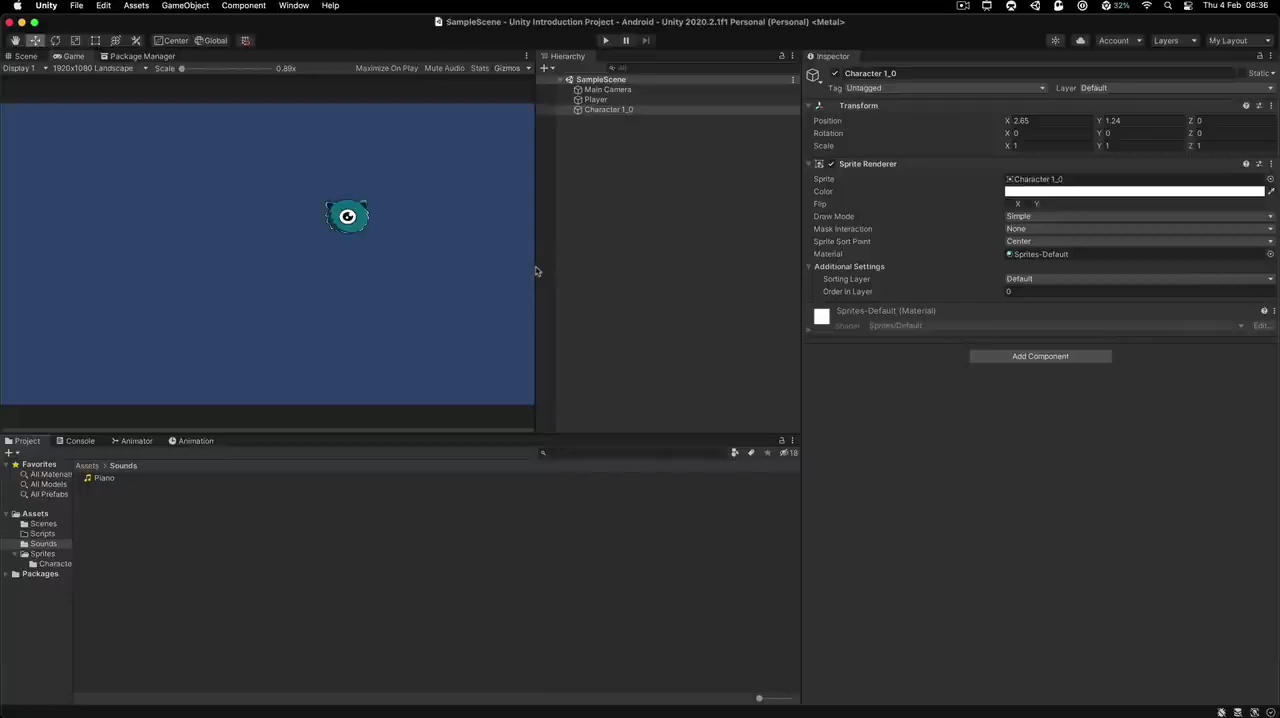 Unity File Edit Assets GameObject Component Window Help 32% Thu 4 Feb 08:36
SampleScene - Unity Introduction Project - Android - Unity 2020.2.1f1 Personal (Personal) <Metal>
Center Global Account Layers My Layout
Scene Game Package Manager
Display 1 1920x1080 Landscape Scale 0.89x Maximize On Play Mute Audio Stats Gizmos
Hierarchy
All
SampleScene
Main Camera
Player
Character 1_0
Inspector
Character 1_0 Static
Tag Untagged Layer Default
Transform
Position X 2.65 Y 1.24 Z 0
Rotation X 0 Y 0 Z 0
Scale X 1 Y 1 Z 1
Sprite Renderer
Sprite Character 1_0
Color
Flip X Y
Draw Mode Simple
Mask Interaction None
Sprite Sort Point Center
Material Sprites-Default
Additional Settings
Sorting Layer Default
Order in Layer 0
Sprites-Default (Material)
Shader Sprites/Default Edit...
Add Component
Project Console Animator Animation
18
Favorites
All Material
All Models
All Prefabs
Assets
Scenes
Scripts
Sounds
Sprites
Characte
Packages
Assets > Sounds
Piano